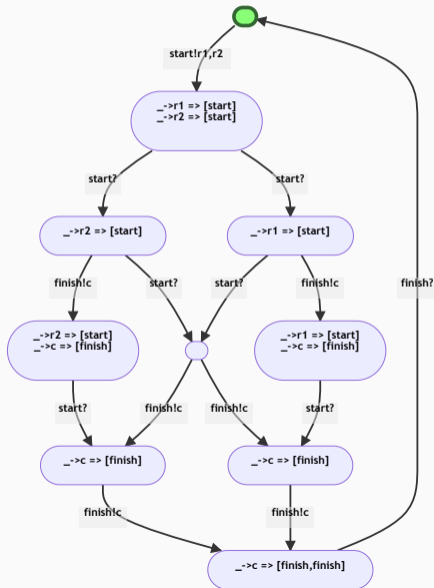 start!r1,r2
_->r1 => [start]
_->r2 => [start]
start?
start?
_->r2 => [start]
_->r1 => [start]
finish!c
start?
start?
finish!c
finish?
_->r2 => [start]
_->c => [finish]
_->r1 => [start]
_->c => [finish]
start?
finish!c
finish!c
start?
_->c => [finish]
_->c => [finish]
finish!c
finish!c
_->c => [finish,finish]